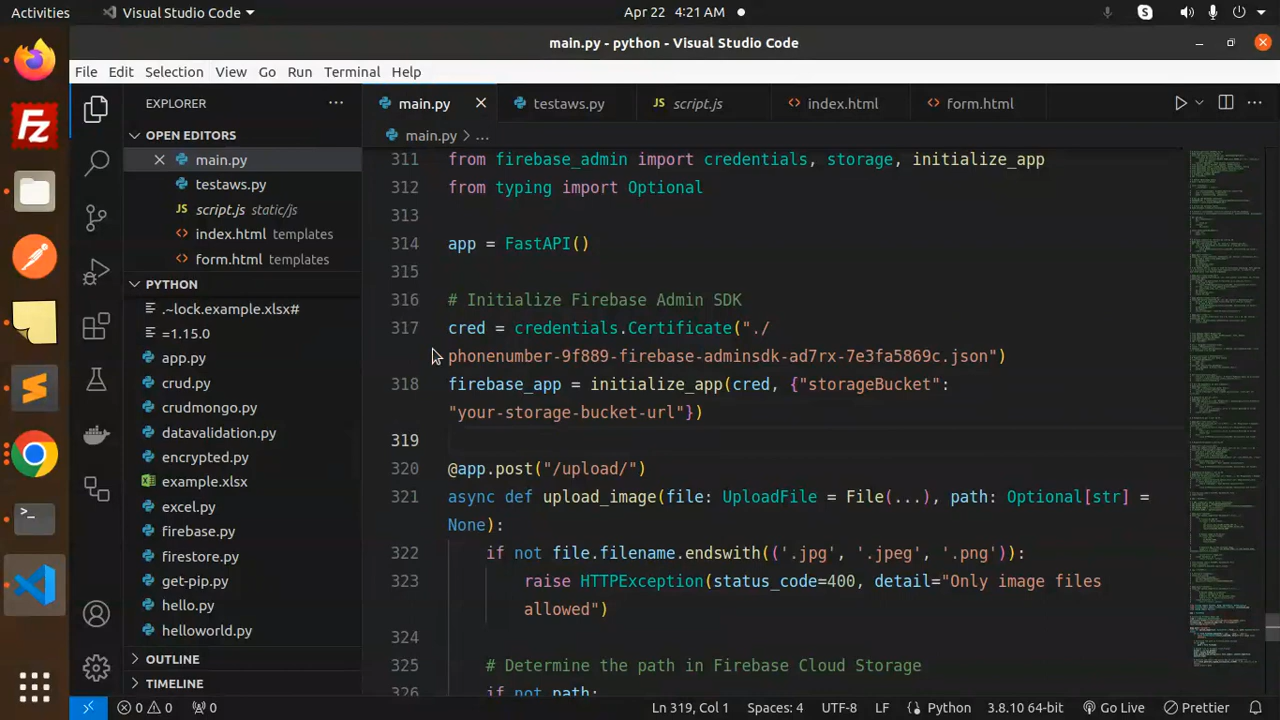 Activities
Visual Studio Code
Apr 22 4:21 AM
main.py - python - Visual Studio Code
File Edit Selection View Go Run Terminal Help
EXPLORER
OPEN EDITORS
main.py
testaws.py
script.js static/js
index.html templates
form.html templates
PYTHON
.~lock.example.xlsx#
=1.15.0
app.py
crud.py
crudmongo.py
datavalidation.py
encrypted.py
example.xlsx
excel.py
firebase.py
firestore.py
get-pip.py
hello.py
helloworld.py
OUTLINE
TIMELINE
main.py testaws.py script.js index.html form.html
main.py ...
311 from firebase_admin import credentials, storage, initialize_app
312 from typing import Optional
313
314 app = FastAPI()
315
316 # Initialize Firebase Admin SDK
317 cred = credentials.Certificate("./
phonenumber-9f889-firebase-adminsdk-ad7rx-7e3fa5869c.json")
318 firebase_app = initialize_app(cred, {"storageBucket":
"your-storage-bucket-url"})
319
320 @app.post("/upload/")
321 async def upload_image(file: UploadFile = File(...), path: Optional[str] =
None):
322 if not file.filename.endswith(('.jpg', '.jpeg', '.png')):
323 raise HTTPException(status_code=400, detail="Only image files
allowed")
324
325 # Determine the path in Firebase Cloud Storage
326 if not path:
0 0 0 Ln 319, Col 1 Spaces: 4 UTF-8 LF Python 3.8.10 64-bit Go Live Prettier